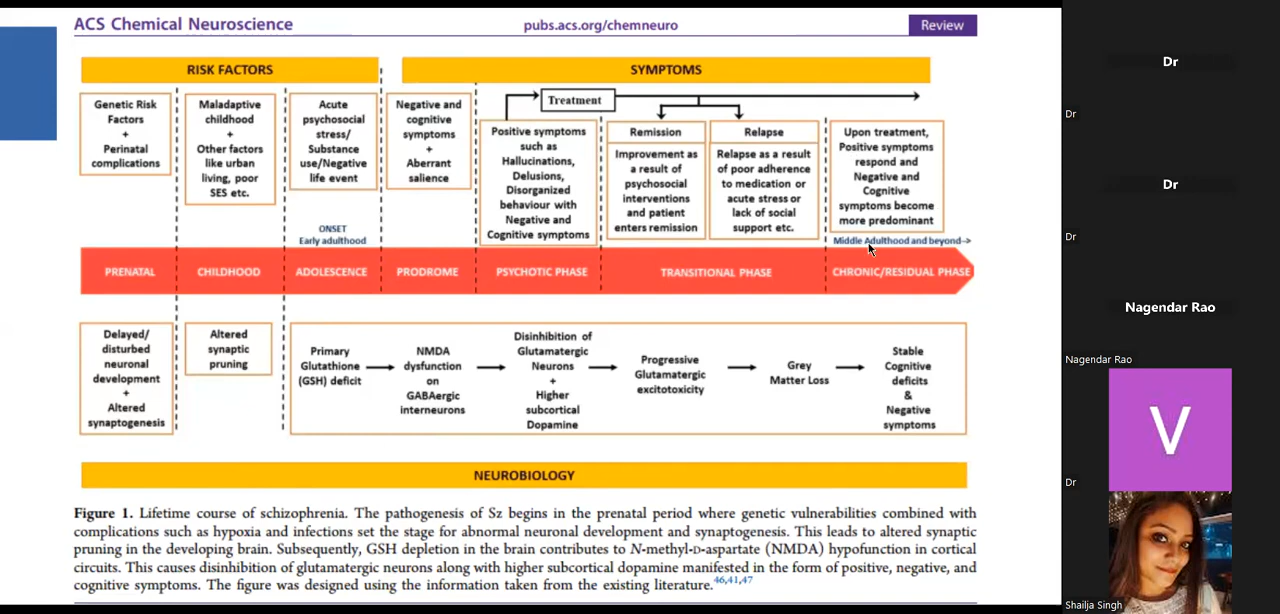 ACS Chemical Neuroscience
pubs.acs.org/chemneuro
Review
RISK FACTORS
SYMPTOMS
Genetic Risk
Factors
+
Perinatal
complications
Maladaptive
childhood
+
Other factors
like urban
living, poor
SES etc.
Acute
psychosocial
stress/
Substance
use/Negative
life event
Negative and
cognitive
symptoms
+
Aberrant
salience
Treatment
Positive symptoms
such as
Hallucinations,
Delusions,
Disorganized
behaviour with
Negative and
Cognitive symptoms
Remission
Improvement as
a result of
psychosocial
interventions
and patient
enters remission
Relapse
Relapse as a result
of poor adherence
to medication or
acute stress or
lack of social
support etc.
Upon treatment,
Positive symptoms
respond and
Negative and
Cognitive
symptoms become
more predominant
ONSET
Early adulthood
Middle Adulthood and beyond->
PRENATAL
CHILDHOOD
ADOLESCENCE
PRODROME
PSYCHOTIC PHASE
TRANSITIONAL PHASE
CHRONIC/RESIDUAL PHASE
Delayed/
disturbed
neuronal
development
+
Altered
synaptogenesis
Altered
synaptic
pruning
Primary
Glutathione
(GSH) deficit
NMDA
dysfunction
on
GABAergic
interneurons
Disinhibition of
Glutamatergic
Neurons
+
Higher
subcortical
Dopamine
Progressive
Glutamatergic
excitotoxicity
Grey
Matter Loss
Stable
Cognitive
deficits
&
Negative
symptoms
NEUROBIOLOGY
Figure 1. Lifetime course of schizophrenia. The pathogenesis of Sz begins in the prenatal period where genetic vulnerabilities combined with
complications such as hypoxia and infections set the stage for abnormal neuronal development and synaptogenesis. This leads to altered synaptic
pruning in the developing brain. Subsequently, GSH depletion in the brain contributes to N-methyl-D-aspartate (NMDA) hypofunction in cortical
circuits. This causes disinhibition of glutamatergic neurons along with higher subcortical dopamine manifested in the form of positive, negative, and
cognitive symptoms. The figure was designed using the information taken from the existing literature.46,41,47
Dr
Dr
Dr
Dr
Nagendar Rao
Nagendar Rao
V
Dr
Shailja Singh